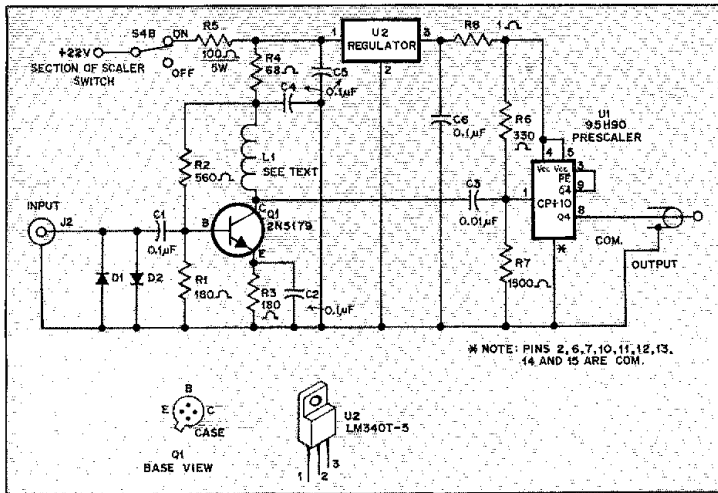 +22V
S4B
ON
OFF
SECTION OF SCALER
SWITCH
R5
100Ω
5W
R4
68Ω
C4
C5
0.1µF
1
U2
REGULATOR
3
2
R8
1Ω
C6
0.1µF
R6
330
Ω
U1
95H90
PRESCALER
4
5
Vcc
Vcc
3
PE
9
Q4
1
CP÷10
8
Q4
*
L1
SEE TEXT
R2
560Ω
C3
0.01µF
INPUT
J2
C1
0.1µF
B
C
Q1
2N5179
E
D1
D2
R1
180Ω
R3
180
Ω
C2
0.1µF
R7
1500Ω
COM.
OUTPUT
* NOTE: PINS 2,6,7,10,11,12,13,
14 AND 15 ARE COM.
B
E
C
CASE
Q1
BASE VIEW
U2
LM340T-5
1
2
3